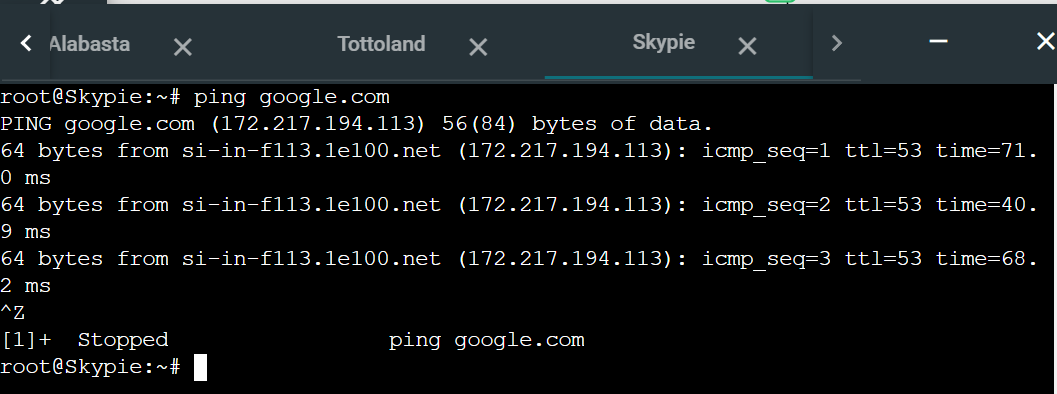 Alabasta Tottoland Skypie
root@Skypie:~# ping google.com
PING google.com (172.217.194.113) 56(84) bytes of data.
64 bytes from si-in-f113.1e100.net (172.217.194.113): icmp_seq=1 ttl=53 time=71.
0 ms
64 bytes from si-in-f113.1e100.net (172.217.194.113): icmp_seq=2 ttl=53 time=40.
9 ms
64 bytes from si-in-f113.1e100.net (172.217.194.113): icmp_seq=3 ttl=53 time=68.
2 ms
^Z
[1]+  Stopped                 ping google.com
root@Skypie:~#